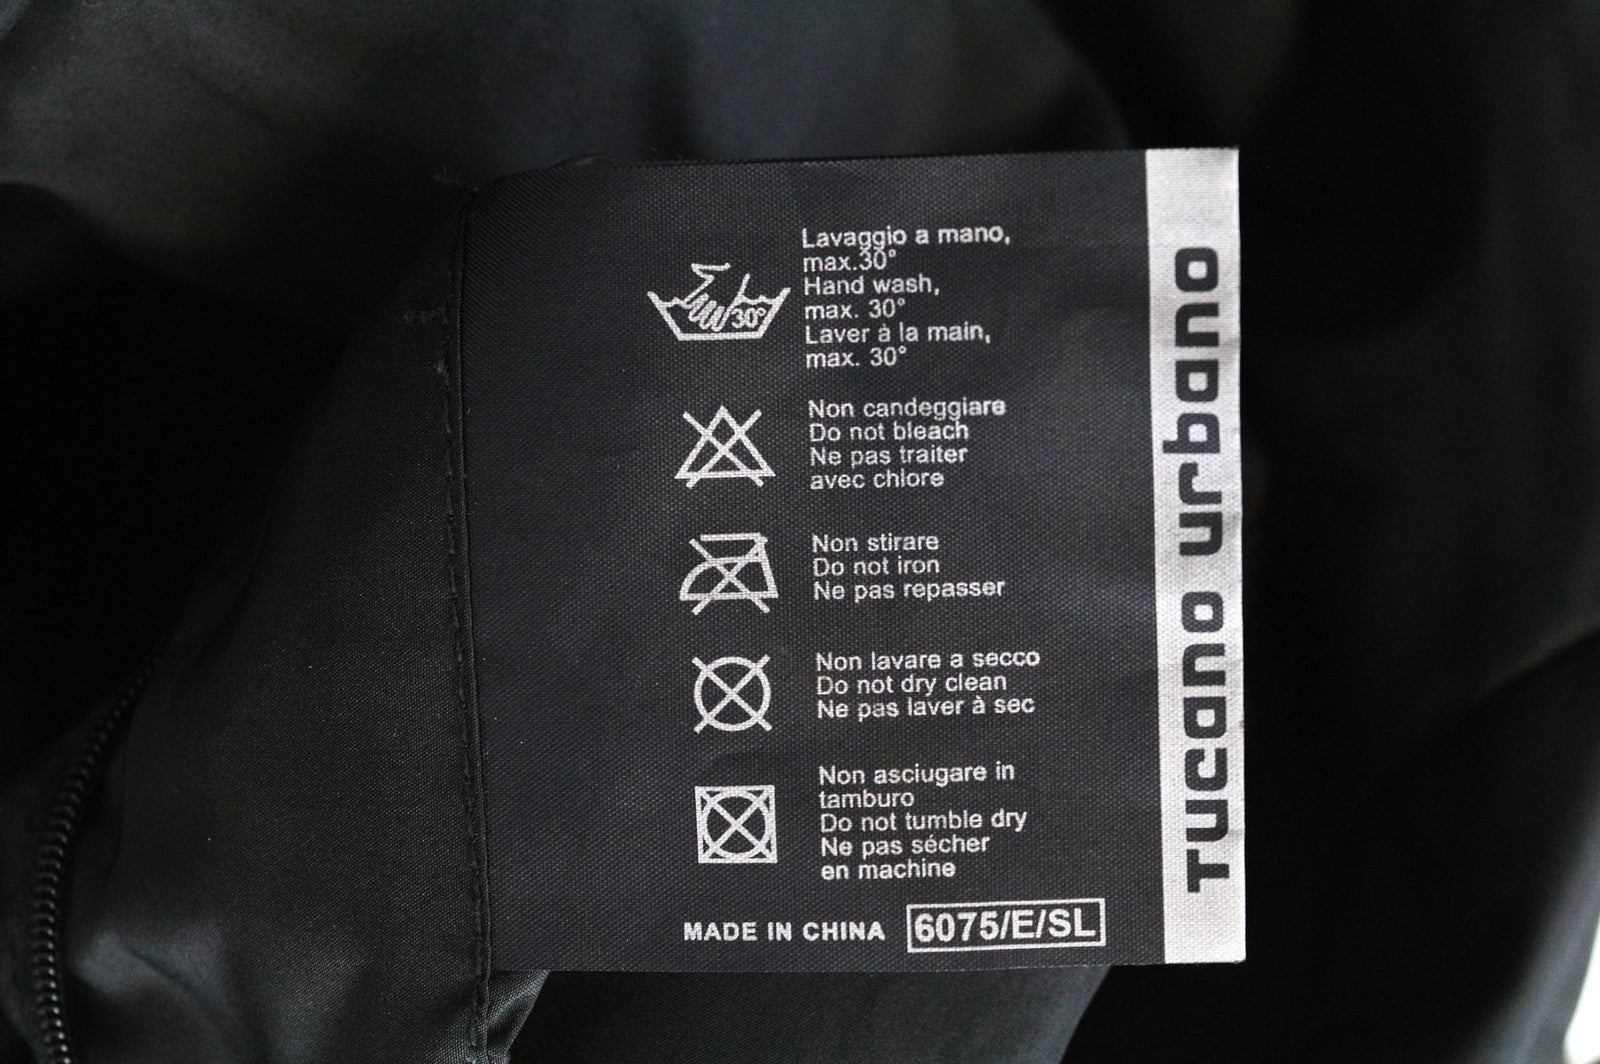 Lavaggio a mano,
max.30°
Hand wash,
max. 30°
Laver à la main,
max. 30°
30°
Non candeggiare
Do not bleach
Ne pas traiter
avec chlore
Non stirare
Do not iron
Ne pas repasser
Non lavare a secco
Do not dry clean
Ne pas laver à sec
Non asciugare in
tamburo
Do not tumble dry
Ne pas sécher
en machine
MADE IN CHINA 6075/E/SL
Tucano urbano